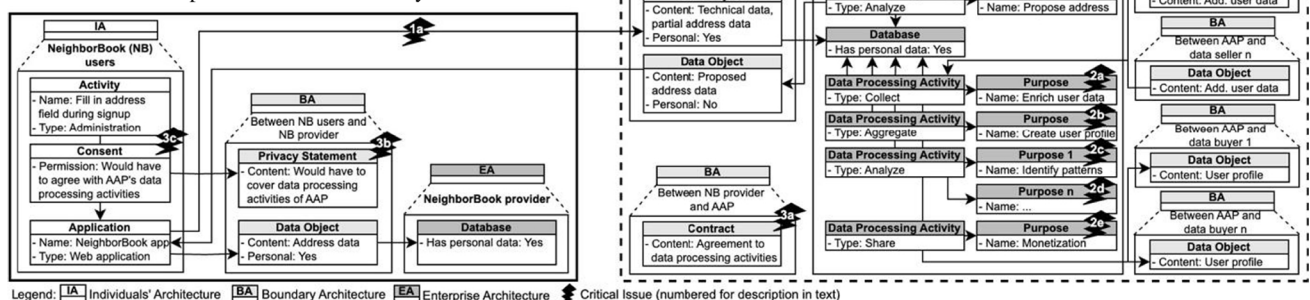 IA
NeighborBook (NB)
users
Activity
- Name: Fill in address
field during signup
- Type: Administration
3c
Consent
- Permission: Would have
to agree with AAP's data
processing activities
Application
- Name: NeighborBook app
- Type: Web application
1a
BA
Between NB users and
NB provider
3b
Privacy Statement
- Content: Would have to
cover data processing
activities of AAP
Data Object
- Content: Address data
- Personal: Yes
EA
NeighborBook provider
Database
- Has personal data: Yes
- Content: Technical data,
partial address data
- Personal: Yes
Data Object
- Content: Proposed
address data
- Personal: No
BA
Between NB provider
and AAP
3a
Contract
- Content: Agreement to
data processing activities
- Type: Analyze
- Name: Propose address
Database
- Has personal data: Yes
Data Processing Activity
- Type: Collect
Purpose
2a
- Name: Enrich user data
Data Processing Activity
- Type: Aggregate
Purpose
2b
- Name: Create user profile
Data Processing Activity
- Type: Analyze
Purpose 1
2c
- Name: Identify patterns
Purpose n
2d
- Name: ...
Data Processing Activity
- Type: Share
Purpose
2e
- Name: Monetization
- Content: Add. user data
BA
Between AAP and
data seller n
Data Object
- Content: Add. user data
BA
Between AAP and
data buyer 1
Data Object
- Content: User profile
BA
Between AAP and
data buyer n
Data Object
- Content: User profile
Legend: IA Individuals' Architecture BA Boundary Architecture EA Enterprise Architecture Critical Issue (numbered for description in text)